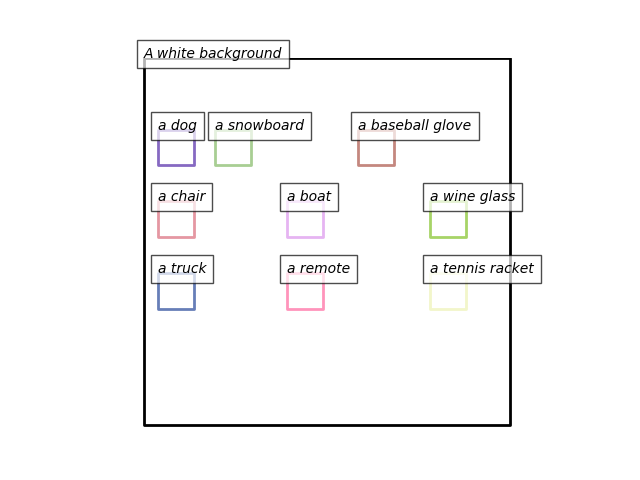 A white background
a dog
a snowboard
a baseball glove
a chair
a boat
a wine glass
a truck
a remote
a tennis racket